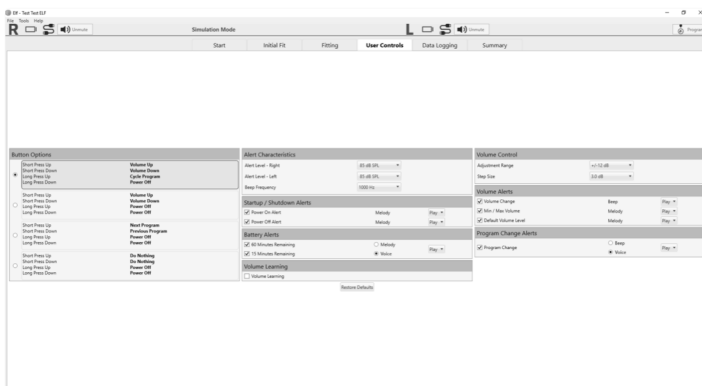 Elf - Test Test ELF
File Tools Help
R Unmute Simulation Mode L Unmute Program
Start Initial Fit Fitting User Controls Data Logging Summary
Button Options
Short Press Up Volume Up
Short Press Down Volume Down
Long Press Up Cycle Program
Long Press Down Power Off
Short Press Up Volume Up
Short Press Down Volume Down
Long Press Up Power Off
Long Press Down Power Off
Short Press Up Next Program
Short Press Down Previous Program
Long Press Up Power Off
Long Press Down Power Off
Short Press Up Do Nothing
Short Press Down Do Nothing
Long Press Up Power Off
Long Press Down Power Off
Alert Characteristics
Alert Level - Right 85 dB SPL
Alert Level - Left 85 dB SPL
Beep Frequency 1000 Hz
Startup / Shutdown Alerts
Power On Alert Melody Play
Power Off Alert Melody Play
Battery Alerts
60 Minutes Remaining Melody
Play
15 Minutes Remaining Voice
Volume Learning
Volume Learning
Volume Control
Adjustment Range +/-12 dB
Step Size 3.0 dB
Volume Alerts
Volume Change Beep Play
Min / Max Volume Melody Play
Default Volume Level Melody Play
Program Change Alerts
Beep
Program Change Play
Voice
Restore Defaults